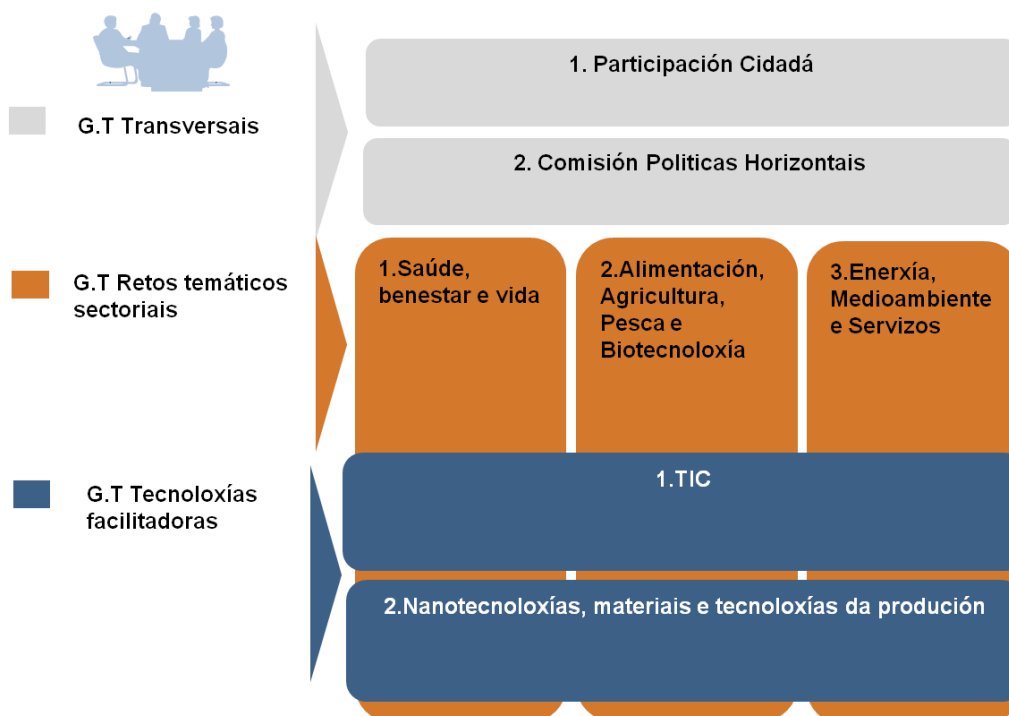 1. Participación Cidadá
G.T Transversais
2. Comisión Politicas Horizontais
G.T Retos temáticos
sectoriais
1.Saúde,
benestar e vida
2.Alimentación,
Agricultura,
Pesca e
Biotecnoloxía
3.Enerxía,
Medioambiente
e Servizos
G.T Tecnoloxías
facilitadoras
1.TIC
2.Nanotecnoloxías, materiais e tecnoloxías da produción